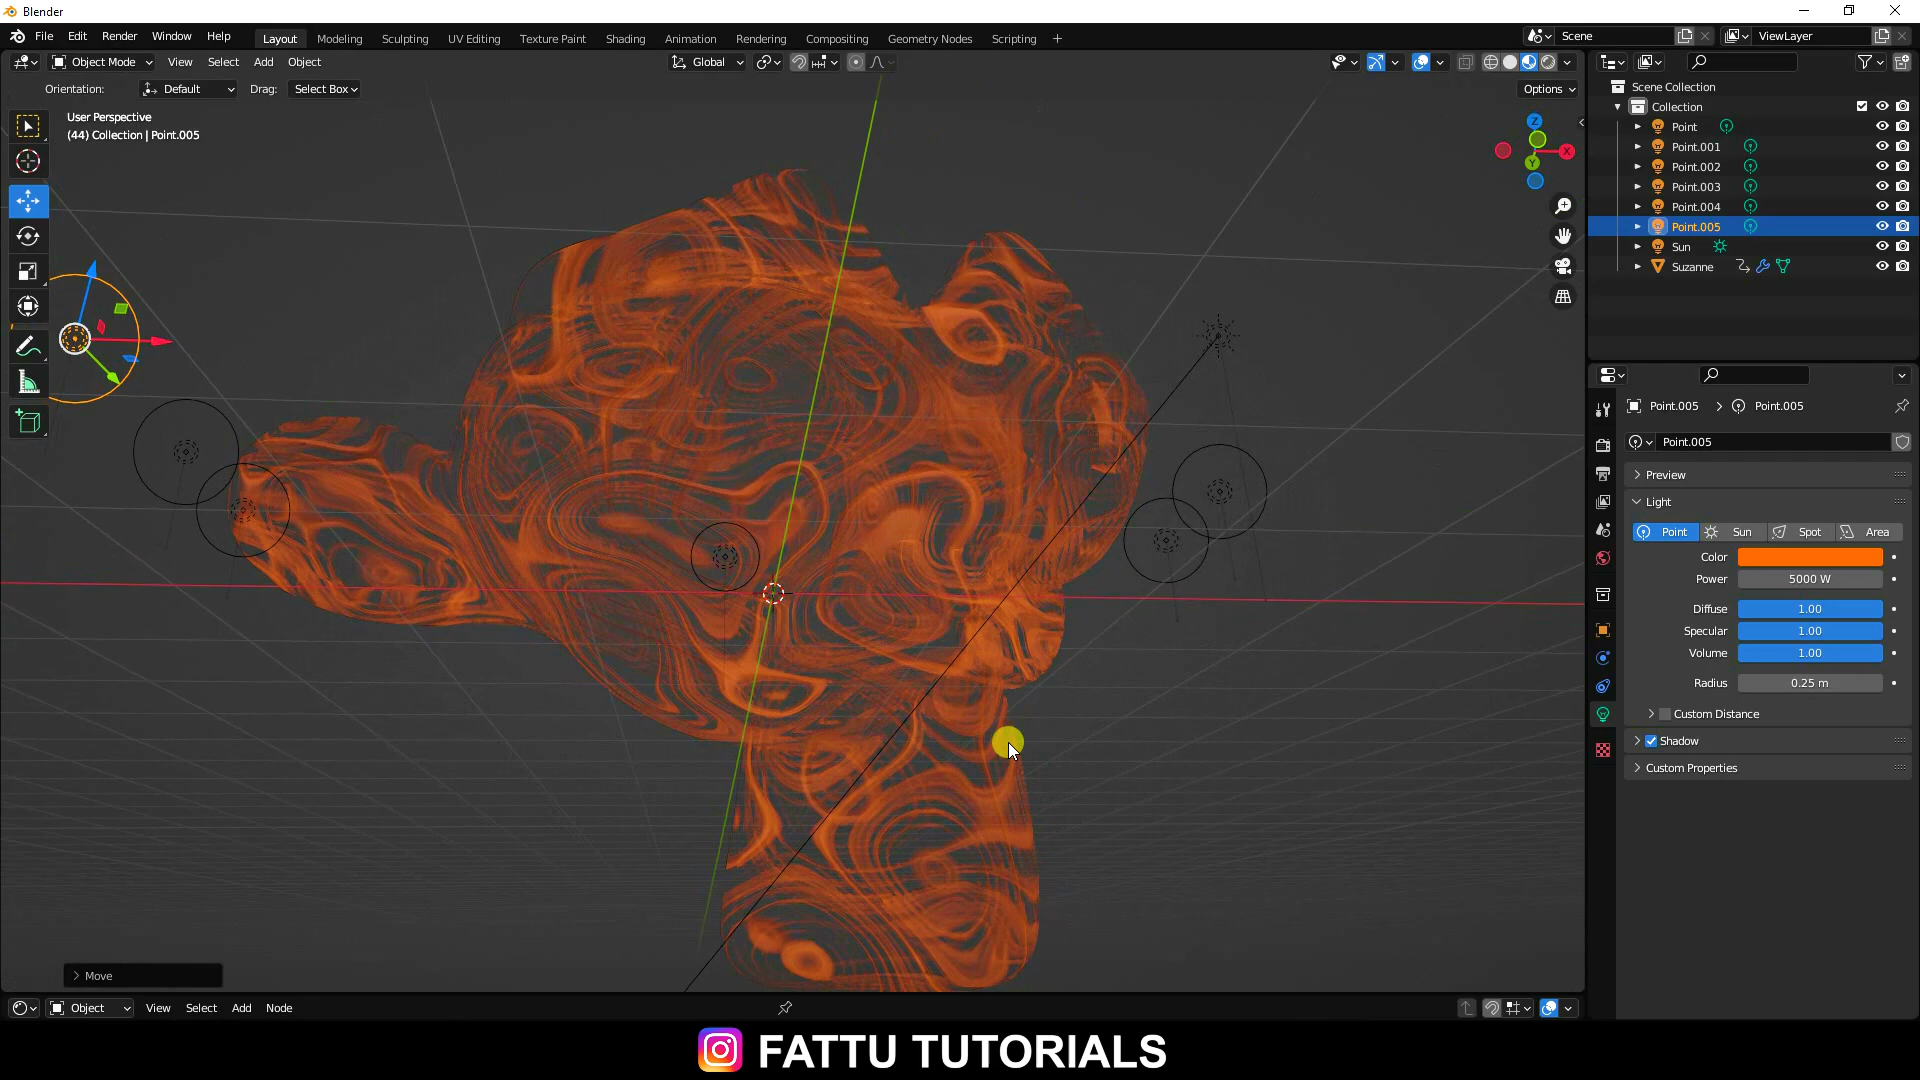 Blender
File Edit Render Window Help
Layout Modeling Sculpting UV Editing Texture Paint Shading Animation Rendering Compositing Geometry Nodes Scripting +
Scene
ViewLayer
Object Mode View Select Add Object
Global
Orientation: Default Drag: Select Box
Options
User Perspective
(44) Collection | Point.005
Z
X
Y
Scene Collection
Collection
Point
Point.001
Point.002
Point.003
Point.004
Point.005
Sun
Suzanne
Point.005 > Point.005
Point.005
Preview
Light
Point Sun Spot Area
Color
Power 5000 W
Diffuse 1.00
Specular 1.00
Volume 1.00
Radius 0.25 m
Custom Distance
Shadow
Custom Properties
Move
Object View Select Add Node
FATTU TUTORIALS